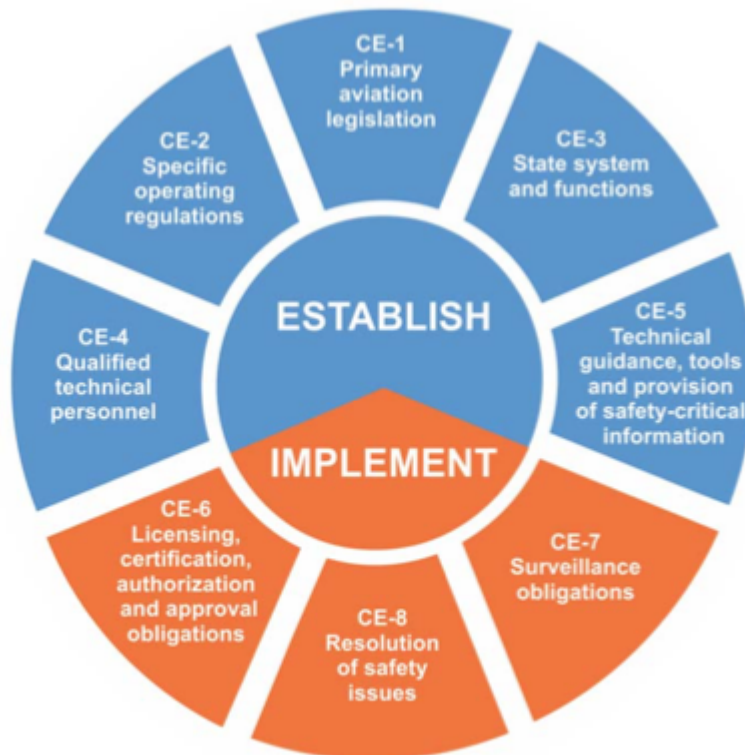 CE-1
Primary
aviation
legislation
CE-2
Specific
operating
regulations
CE-3
State system
and functions
CE-4
Qualified
technical
personnel
ESTABLISH
CE-5
Technical
guidance, tools
and provision
of safety-critical
information
IMPLEMENT
CE-6
Licensing,
certification,
authorization
and approval
obligations
CE-8
Resolution
of safety
issues
CE-7
Surveillance
obligations